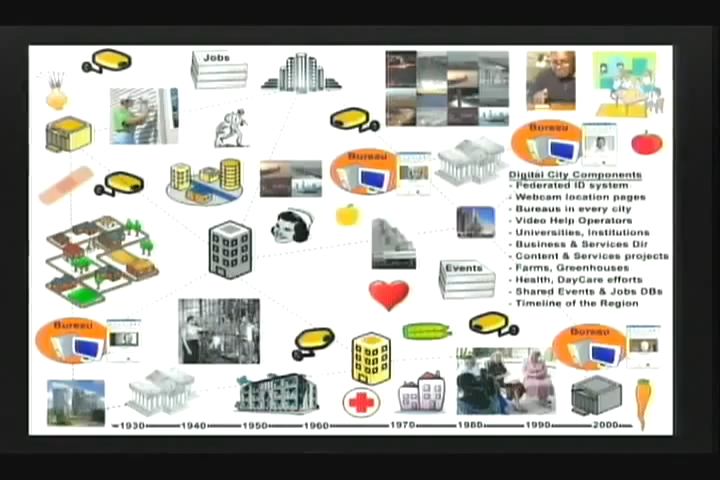 Jobs
Bureau
Bureau
Digital City Components
- Federated ID system
- Webcam location pages
- Bureaus in every city
- Video Help Operators
- Universities, Institutions
- Business & Services Dir
- Content & Services projects
- Farms, Greenhouses
- Health, DayCare efforts
- Shared Events & Jobs DBs
- Timeline of the Region
Events
Bureau
Bureau
1930 1940 1950 1960 1970 1980 1990 2000